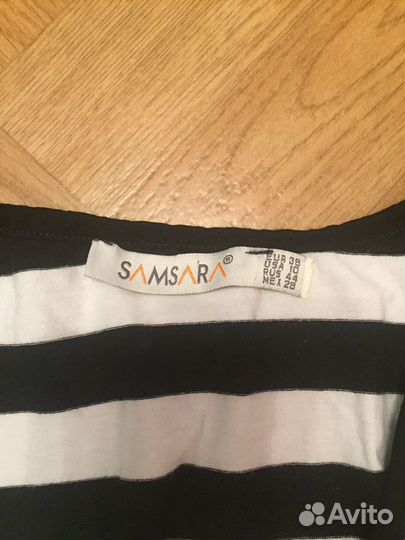 SAMSARA®
EUR 38
USA 10
RUS 44
MEX 28
Avito